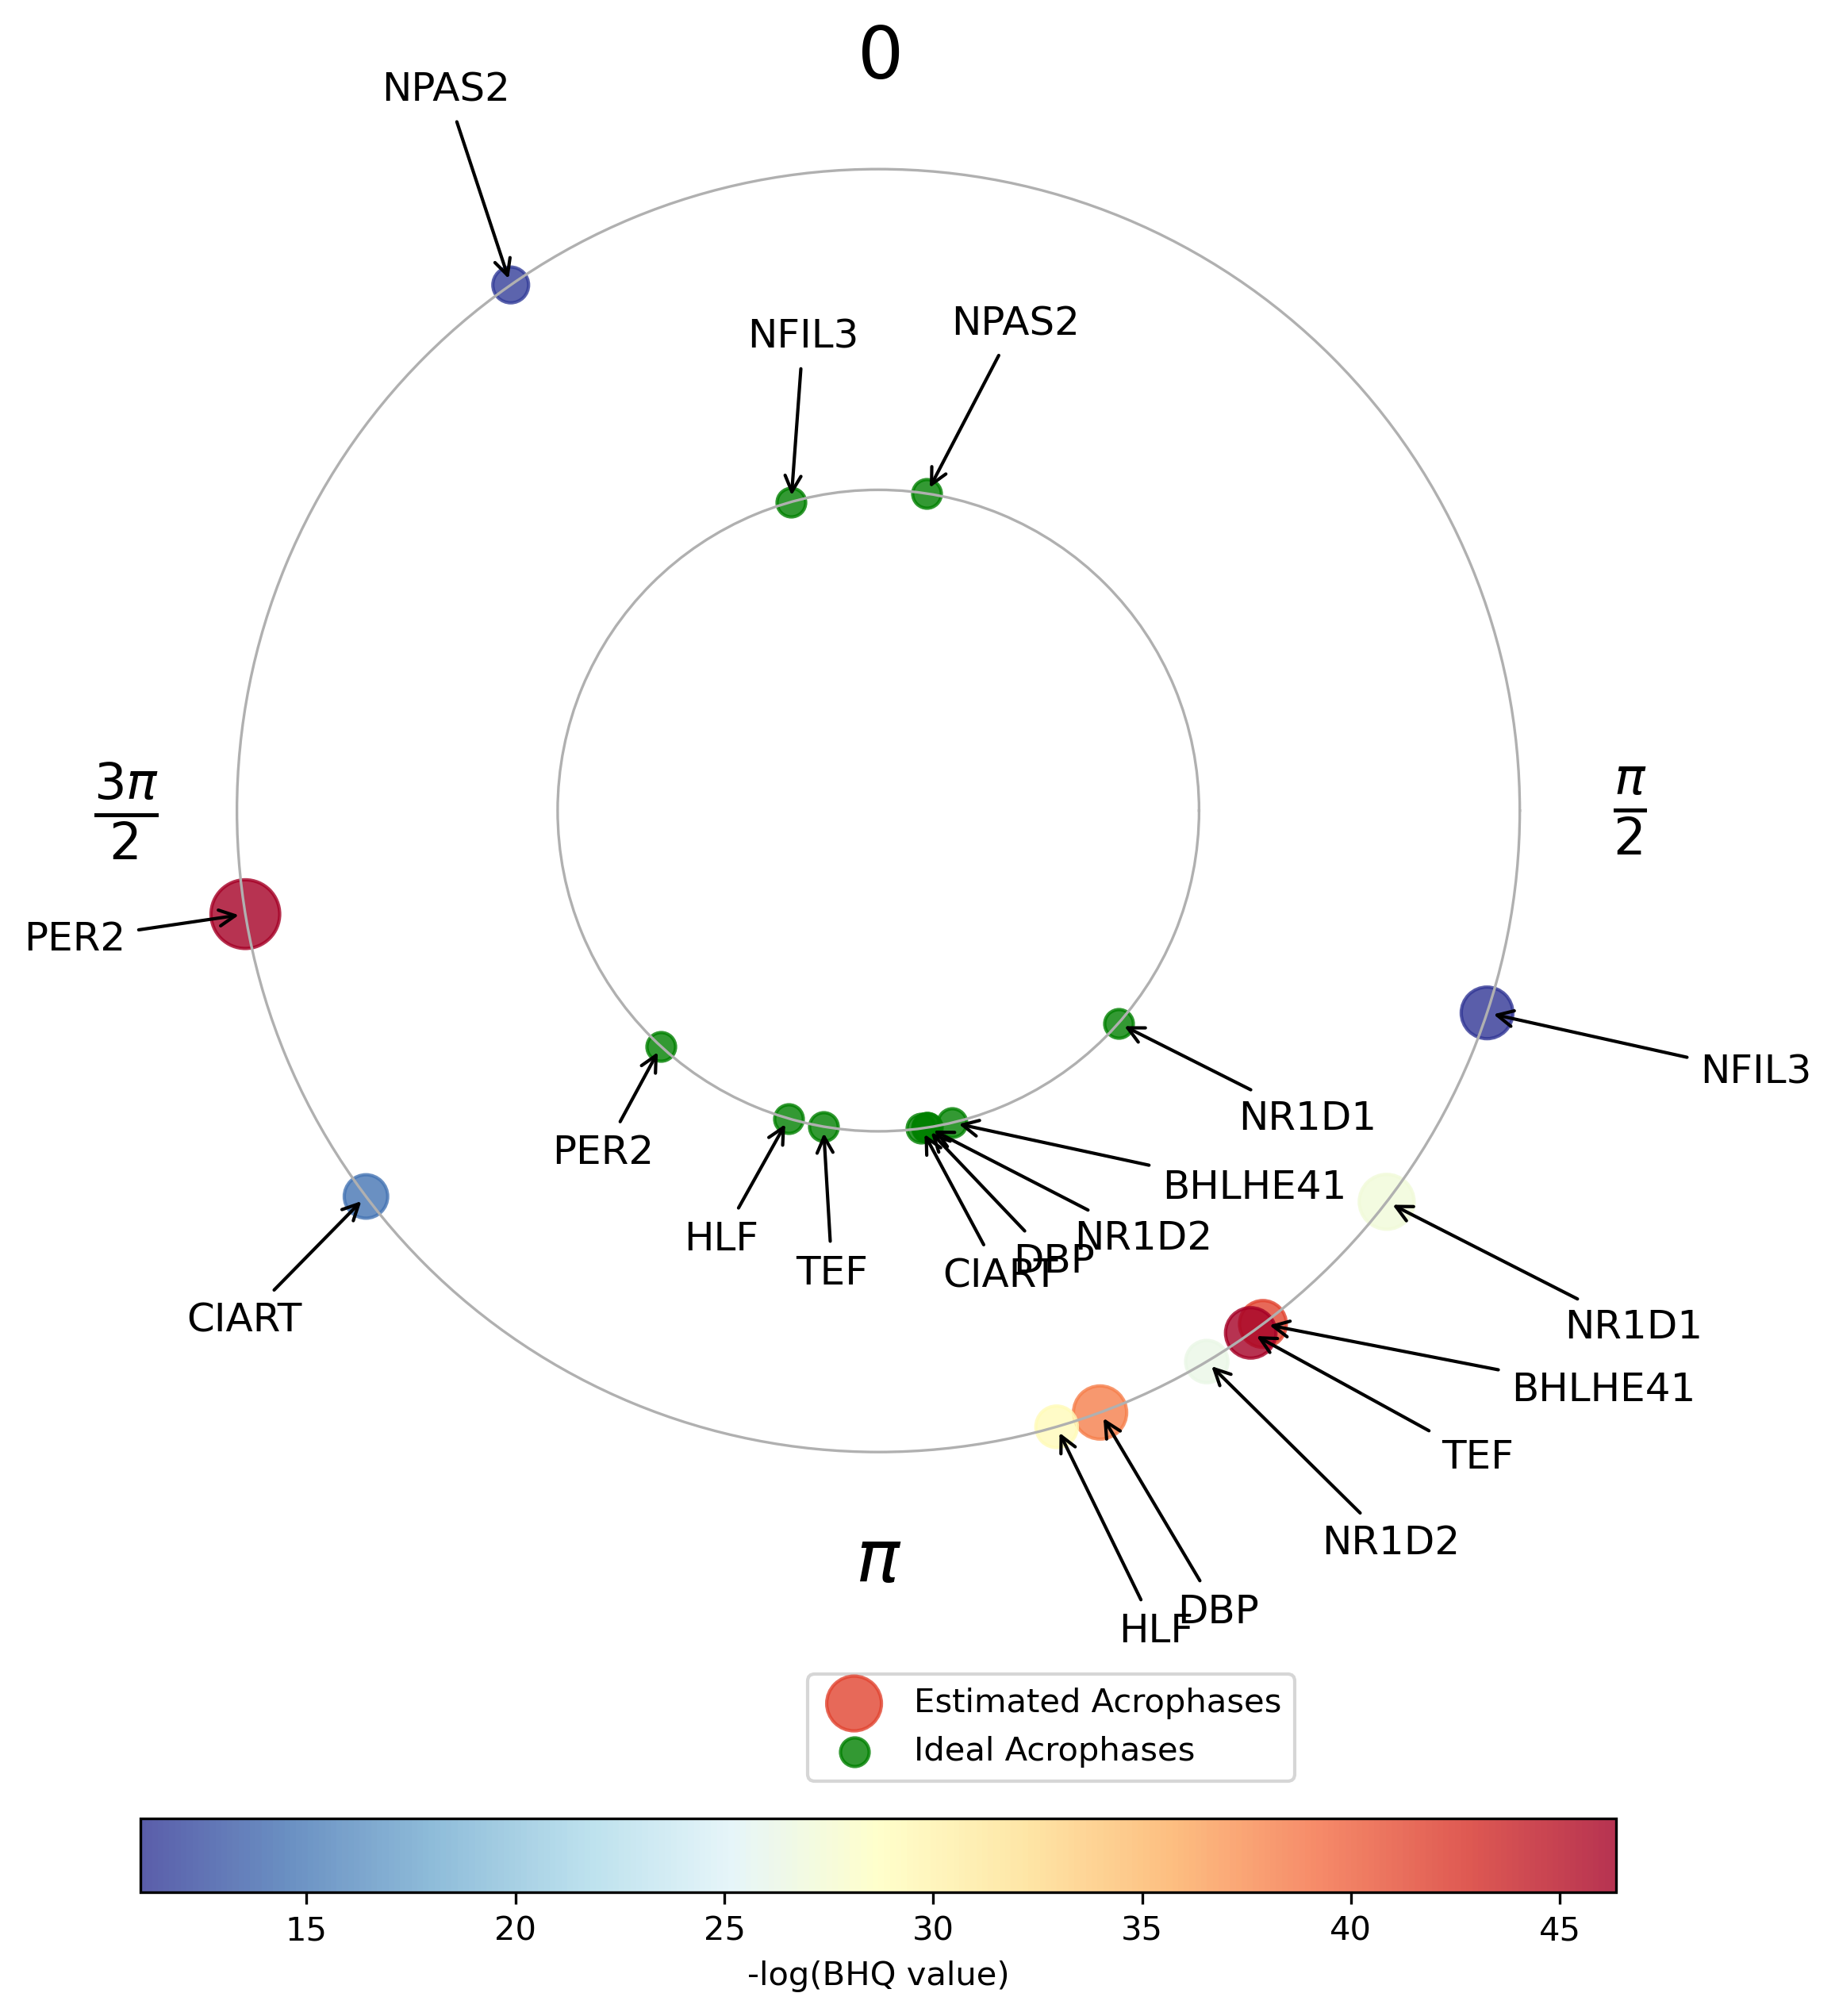 0
NPAS2
NFIL3
NPAS2
3π
2
π
2
PER2
NFIL3
NR1D1
PER2
BHLHE41
HLF
NR1D2
TEF
DBP
CIART
CIART
NR1D1
BHLHE41
TEF
NR1D2
π
DBP
HLF
Estimated Acrophases
Ideal Acrophases
15 20 25 30 35 40 45
-log(BHQ value)